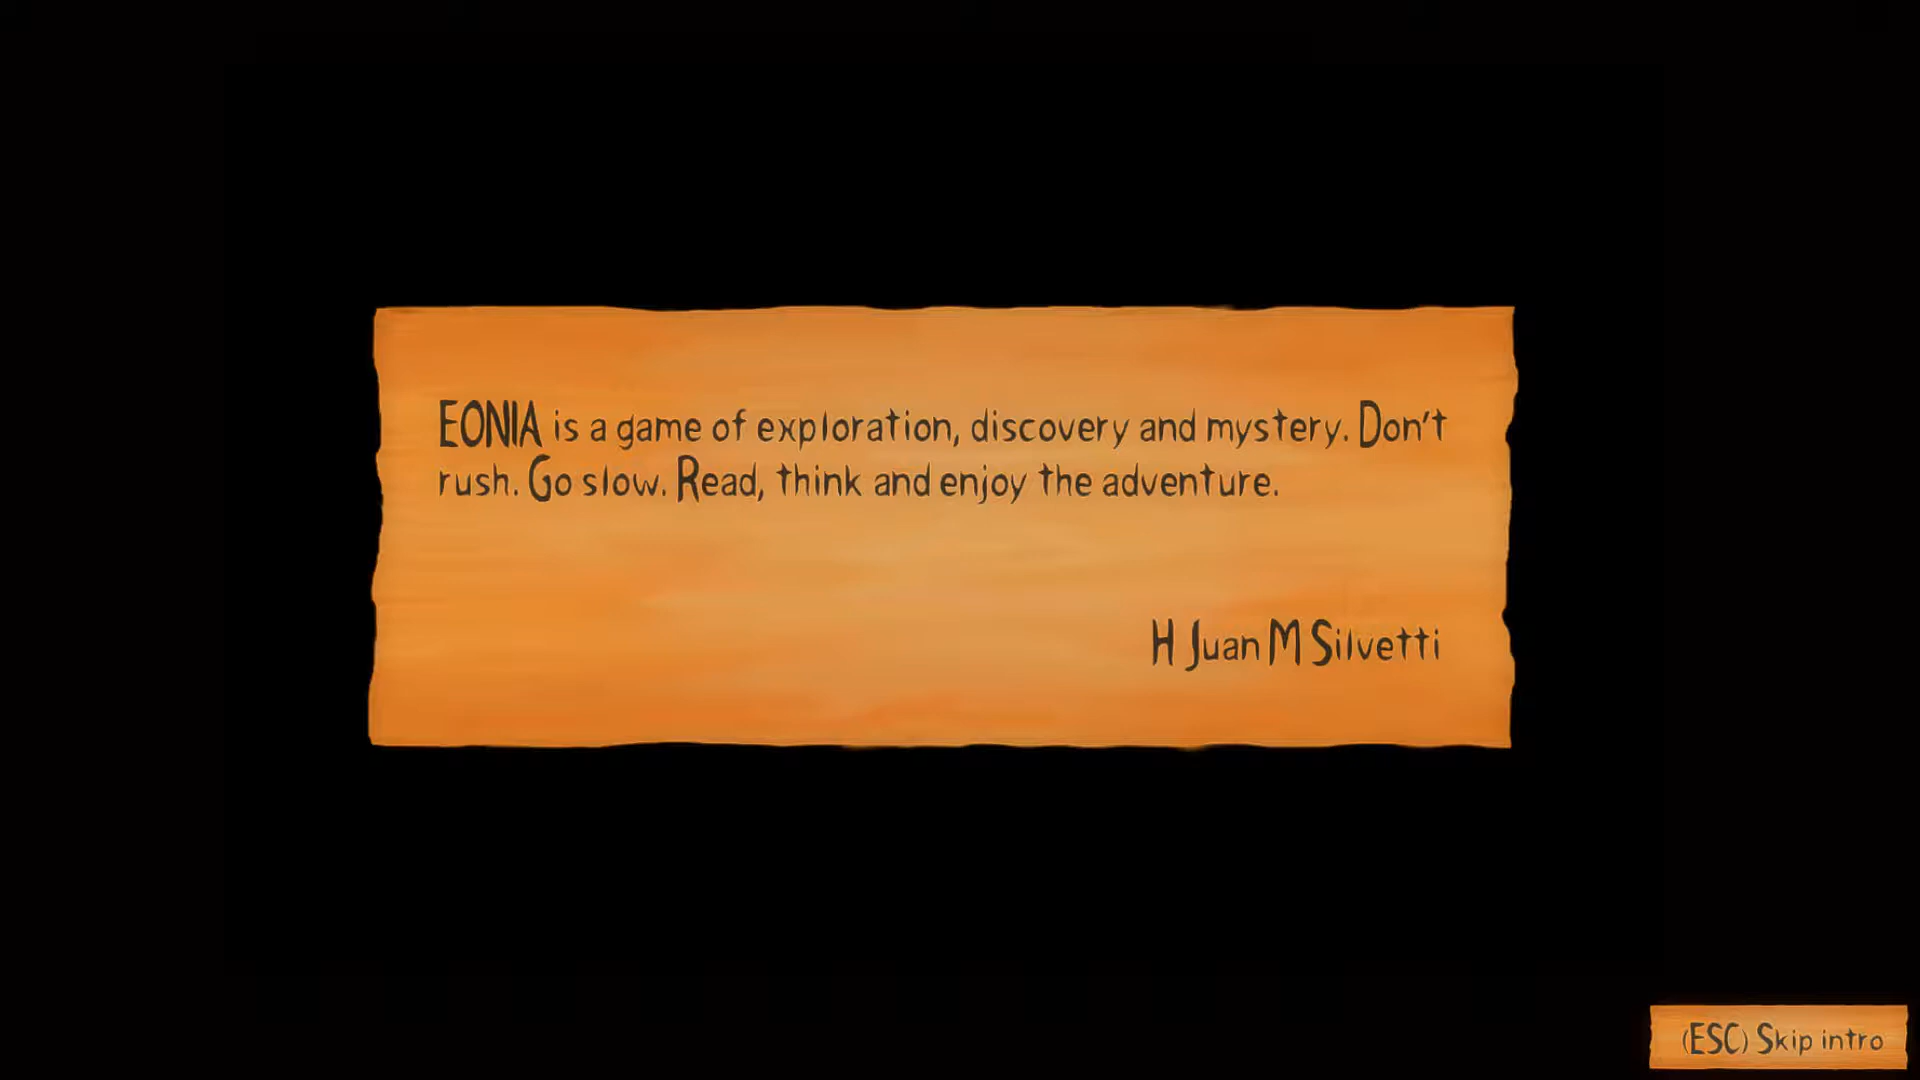 EONIA is a game of exploration, discovery and mystery. Don't
rush. Go slow. Read, think and enjoy the adventure.
H Juan M Silvetti
(ESC) Skip intro